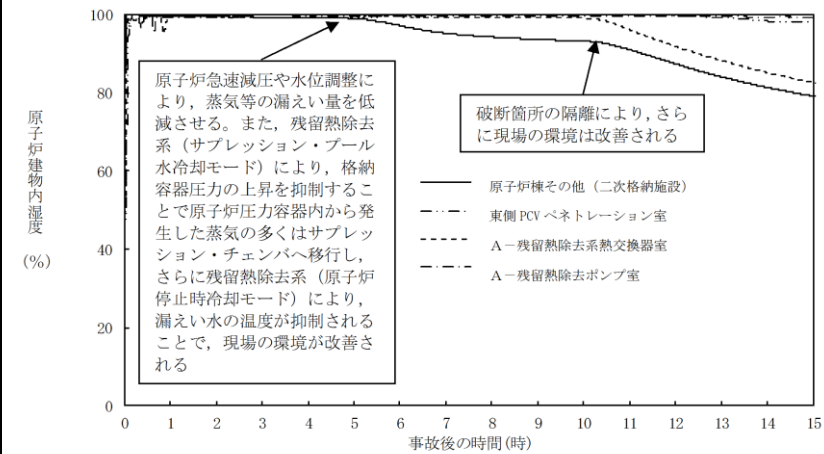 100
80
60
40
20
0
原子炉建物内湿度
(%)
原子炉急速減圧や水位調整に
より，蒸気等の漏えい量を低
減させる。また，残留熱除去
系（サプレッション・プール
水冷却モード）により，格納
容器圧力の上昇を抑制するこ
とで原子炉圧力容器内から発
生した蒸気の多くはサプレッ
ション・チェンバへ移行し，
さらに残留熱除去系（原子炉
停止時冷却モード）により，
漏えい水の温度が抑制される
ことで，現場の環境が改善さ
れる
破断箇所の隔離により，さら
に現場の環境は改善される
原子炉棟その他（二次格納施設）
東側 PCV ペネトレーション室
A－残留熱除去系熱交換器室
A－残留熱除去ポンプ室
0 1 2 3 4 5 6 7 8 9 10 11 12 13 14 15
事故後の時間(時)